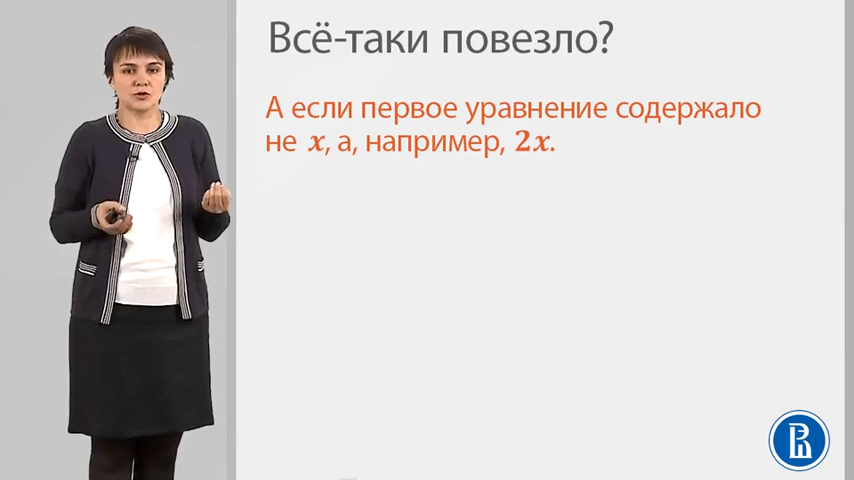 Всё-таки повезло?
А если первое уравнение содержало
не x, а, например, 2x.